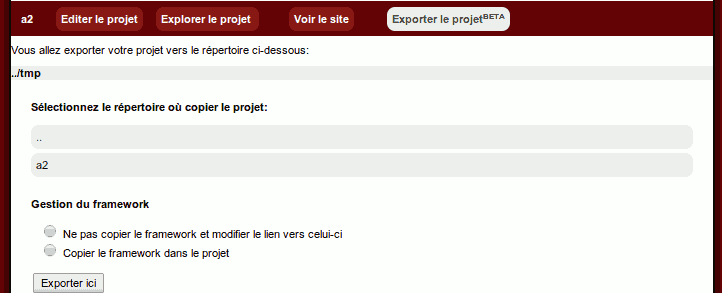 a2 Editer le projet Explorer le projet Voir le site Exporter le projetBETA
Vous allez exporter votre projet vers le répertoire ci-dessous:
../tmp
Sélectionnez le répertoire où copier le projet:
..
a2
Gestion du framework
Ne pas copier le framework et modifier le lien vers celui-ci
Copier le framework dans le projet
Exporter ici